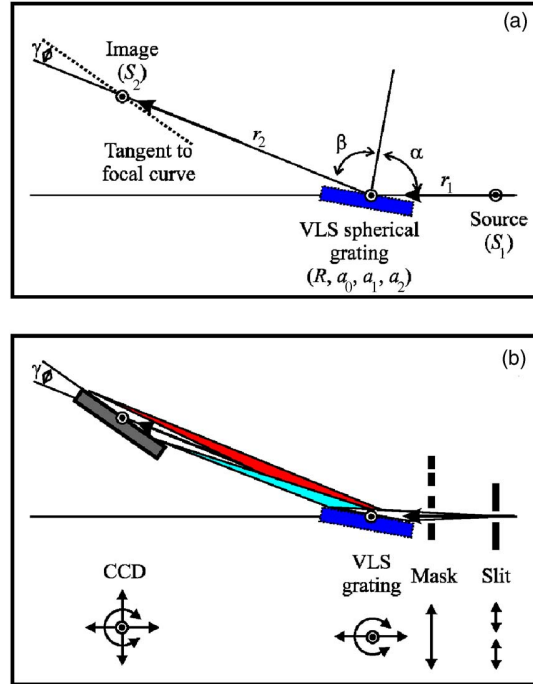 (a)
γ
ϕ
Image
(S₂)
Tangent to
focal curve
r₂
β
α
r₁
VLS spherical
grating
(R, a₀, a₁, a₂)
Source
(S₁)
(b)
γ
ϕ
CCD
VLS
grating
Mask
Slit